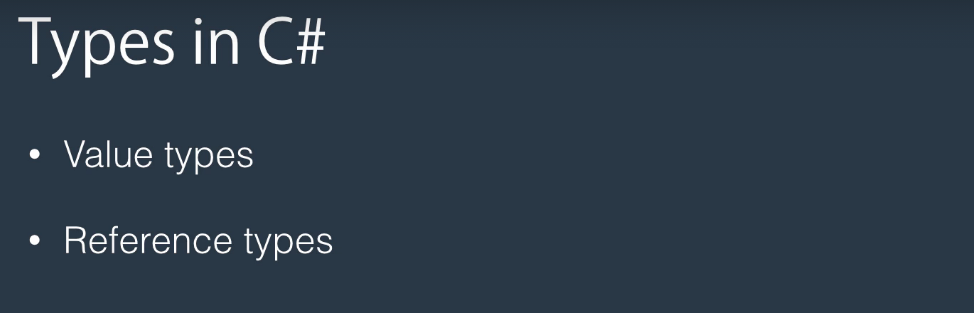 Types in C#
• Value types
• Reference types